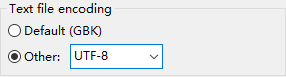 Text file encoding
Default (GBK)
Other: UTF-8